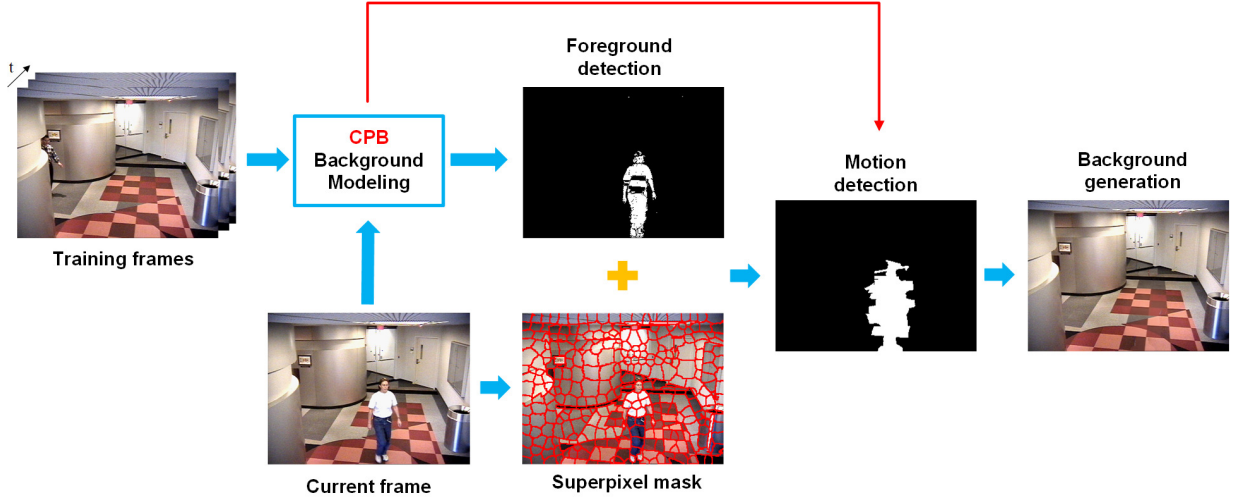 t
Training frames
CPB
Background
Modeling
Foreground
detection
Motion
detection
Background
generation
Current frame
Superpixel mask